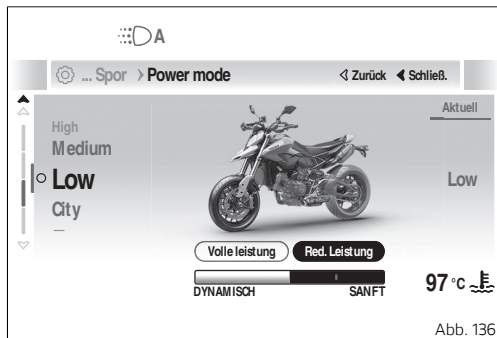 A
... Spor Power mode Zurück Schließ.
Aktuell
High
Medium
Low
Low
City
Volle leistung Red. Leistung
DYNAMISCH SANFT
97 °C
Abb. 136